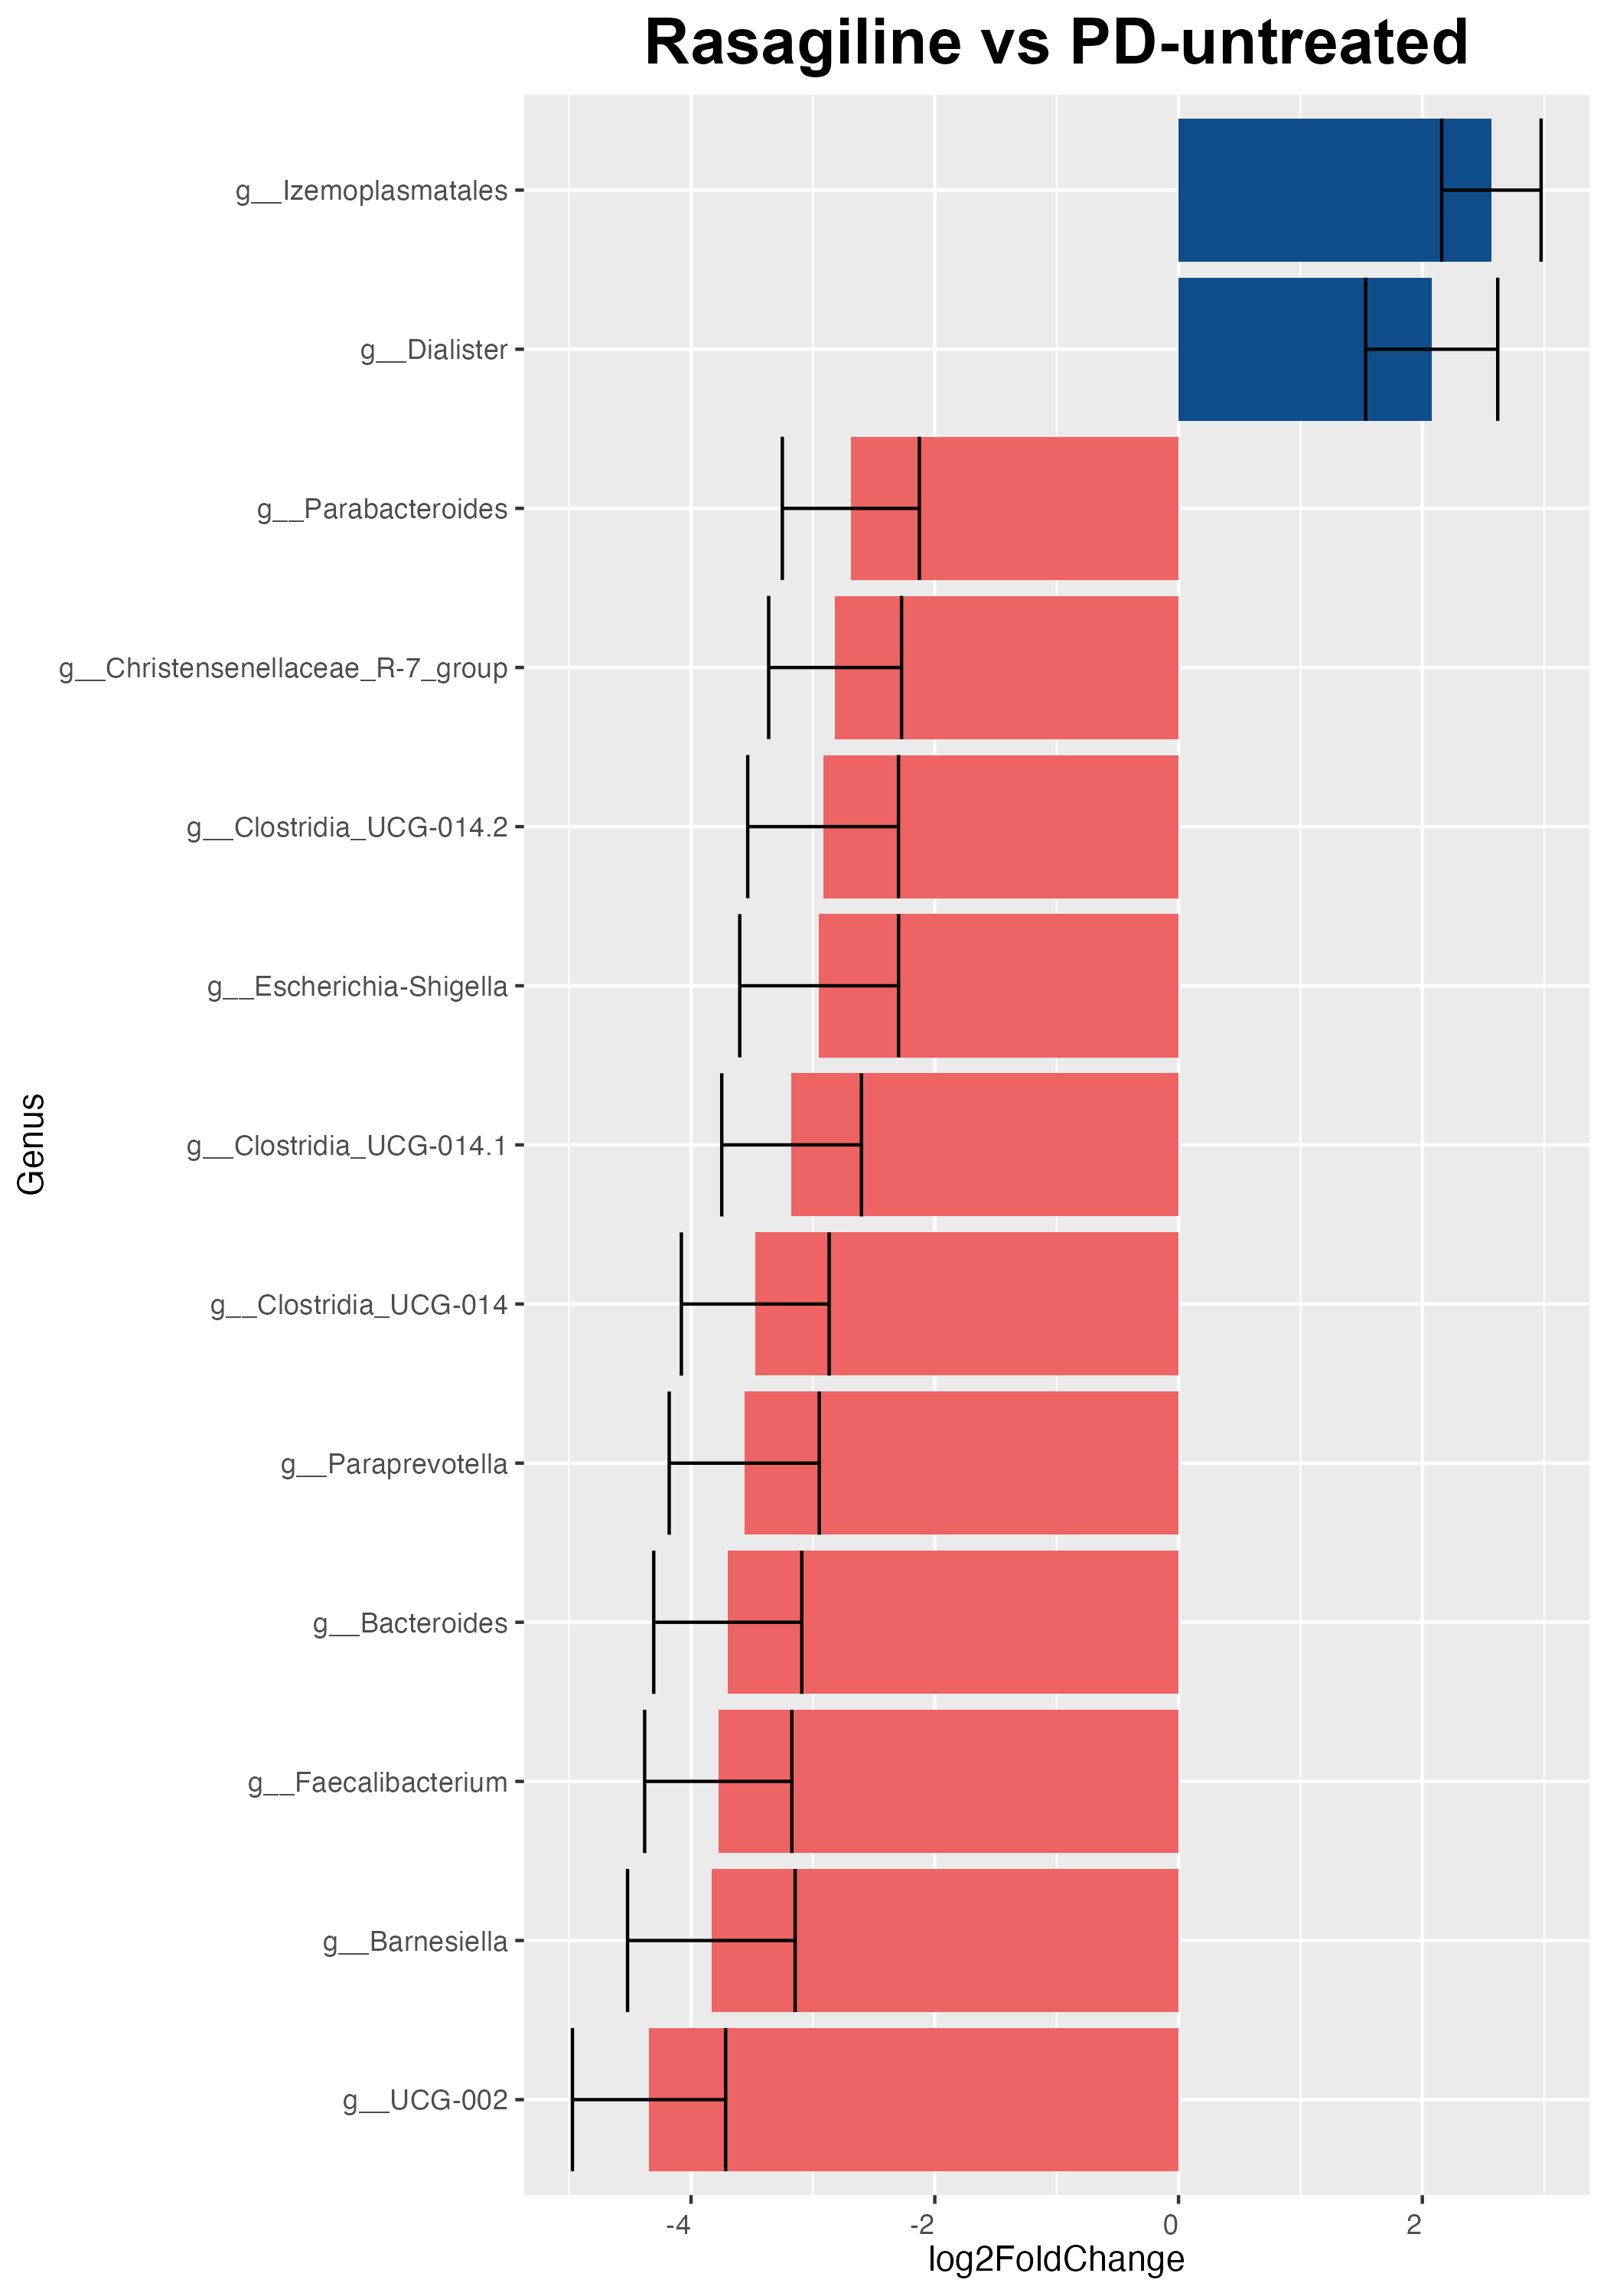 Rasagiline vs PD-untreated
g__Izemoplasmatales
g__Dialister
g__Parabacteroides
g__Christensenellaceae_R-7_group
g__Clostridia_UCG-014.2
g__Escherichia-Shigella
g__Clostridia_UCG-014.1
g__Clostridia_UCG-014
g__Paraprevotella
g__Bacteroides
g__Faecalibacterium
g__Barnesiella
g__UCG-002
Genus
-4 -2 0 2
log2FoldChange